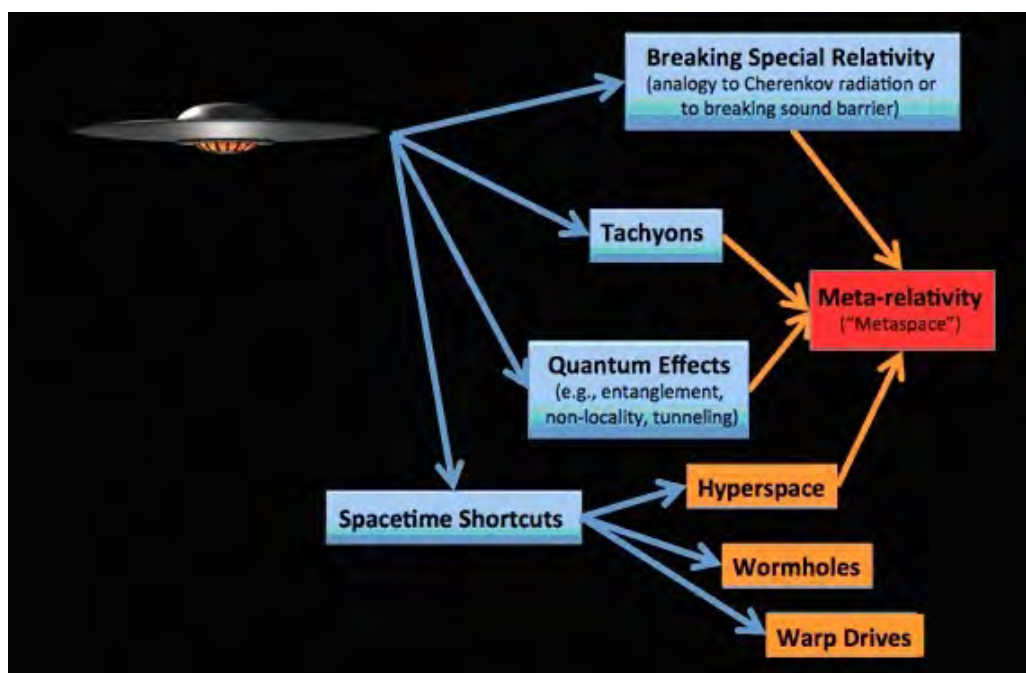 Breaking Special Relativity
(analogy to Cherenkov radiation or
to breaking sound barrier)
Tachyons
Meta-relativity
("Metaspace")
Quantum Effects
(e.g., entanglement,
non-locality, tunneling)
Hyperspace
Spacetime Shortcuts
Wormholes
Warp Drives